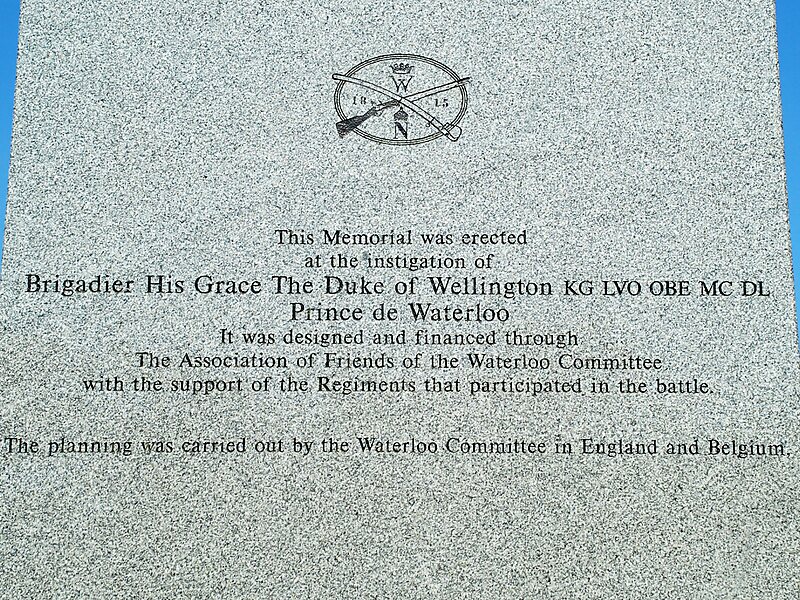 W
18 15
N
This Memorial was erected
at the instigation of
Brigadier His Grace The Duke of Wellington KG LVO OBE MC DL
Prince de Waterloo
It was designed and financed through
The Association of Friends of the Waterloo Committee
with the support of the Regiments that participated in the battle.
The planning was carried out by the Waterloo Committee in England and Belgium.